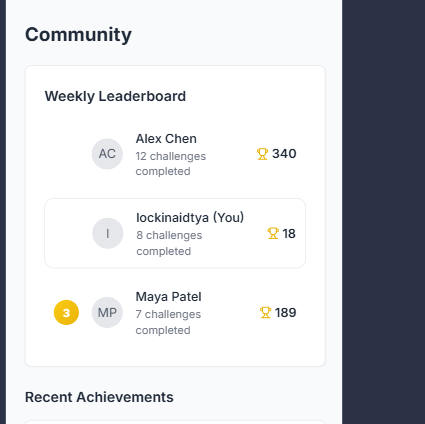 Community
Weekly Leaderboard
AC
Alex Chen
12 challenges
completed
340
I
lockinaidtya (You)
8 challenges
completed
18
3
MP
Maya Patel
7 challenges
completed
189
Recent Achievements